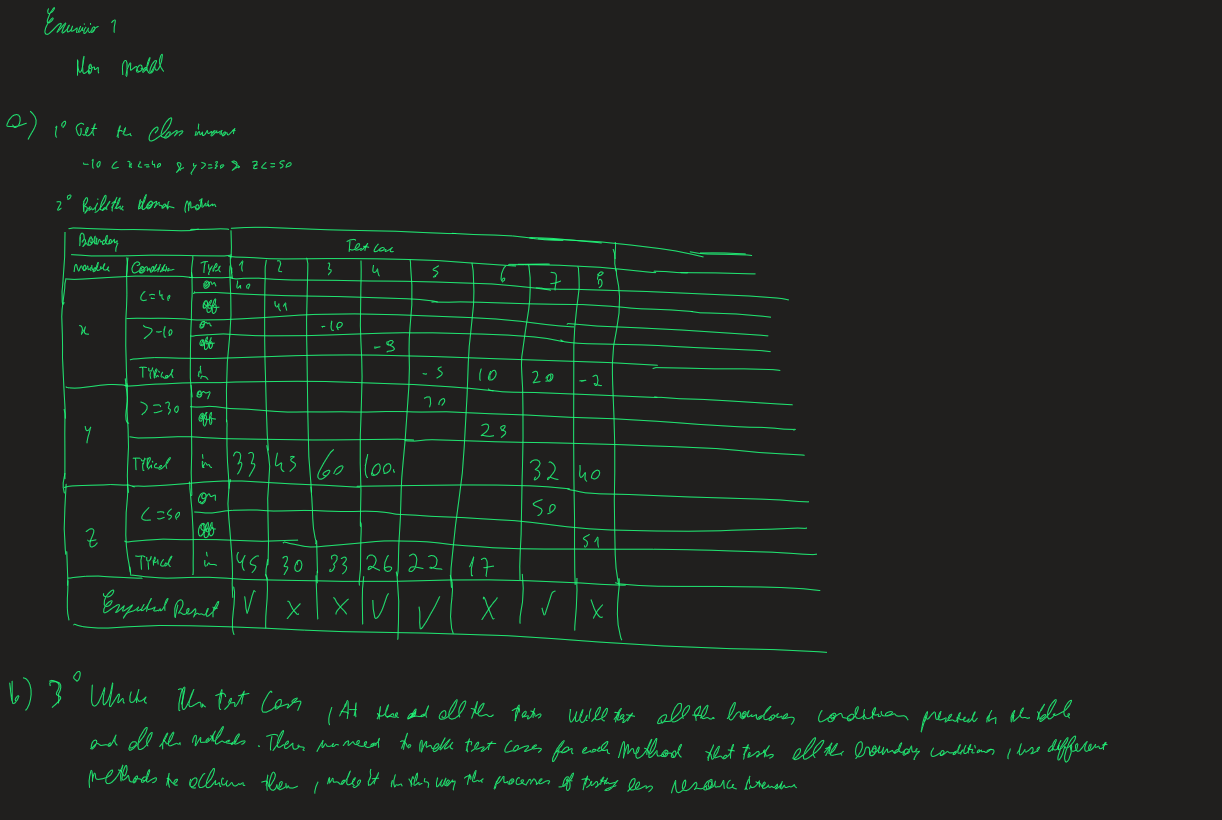 Exercicio 1
Non Modal
a) 1° Get the class invariant
-10 < x <= 40 & y >= 30 & z <= 50
2° Build the Domain Matrix
Boundary Test Case
Variable Condition Type 1 2 3 4 5 6 7 8
x <=40 on 40
off 41
>-10 on -10
off -9
Typical in -5 10 20 -2
y >=30 on 30
off 29
Typical in 33 45 60 100 32 40
z <=50 on 50
off 51
Typical in 45 30 33 26 22 17
Expected Result √ X X √ √ X √ X
b) 3° Write the test Cases, At the end all the tests will test all the boundary conditions presented in the table
and all the methods. There's no need to make test cases for each Method that tests all the boundary conditions, use different
Methods to achieve them, make it in this way the processes of testing less resource intensive